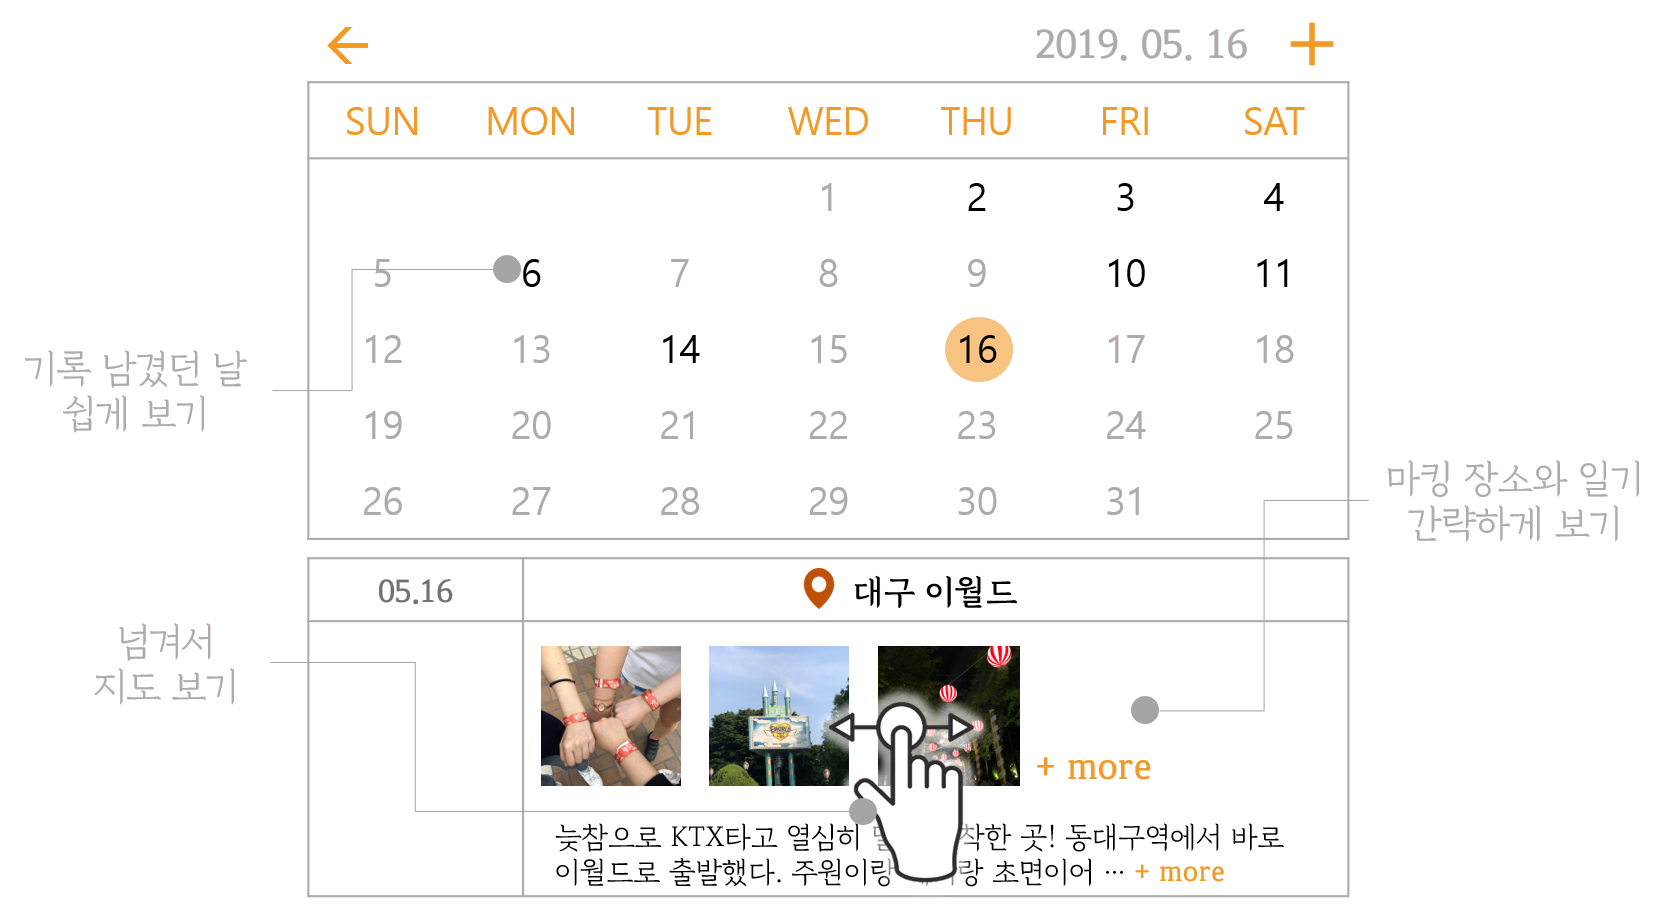 2019. 05. 16
SUN MON TUE WED THU FRI SAT
1 2 3 4
5 6 7 8 9 10 11
12 13 14 15 16 17 18
19 20 21 22 23 24 25
26 27 28 29 30 31
기록 남겼던 날
쉽게 보기
마킹 장소와 일기
간략하게 보기
05.16 대구 이월드
넘겨서
지도 보기
+ more
늦참으로 KTX타고 열심히 곳! 동대구역에서 바로
이월드로 출발했다. 주원이랑 초면이어 ··· + more